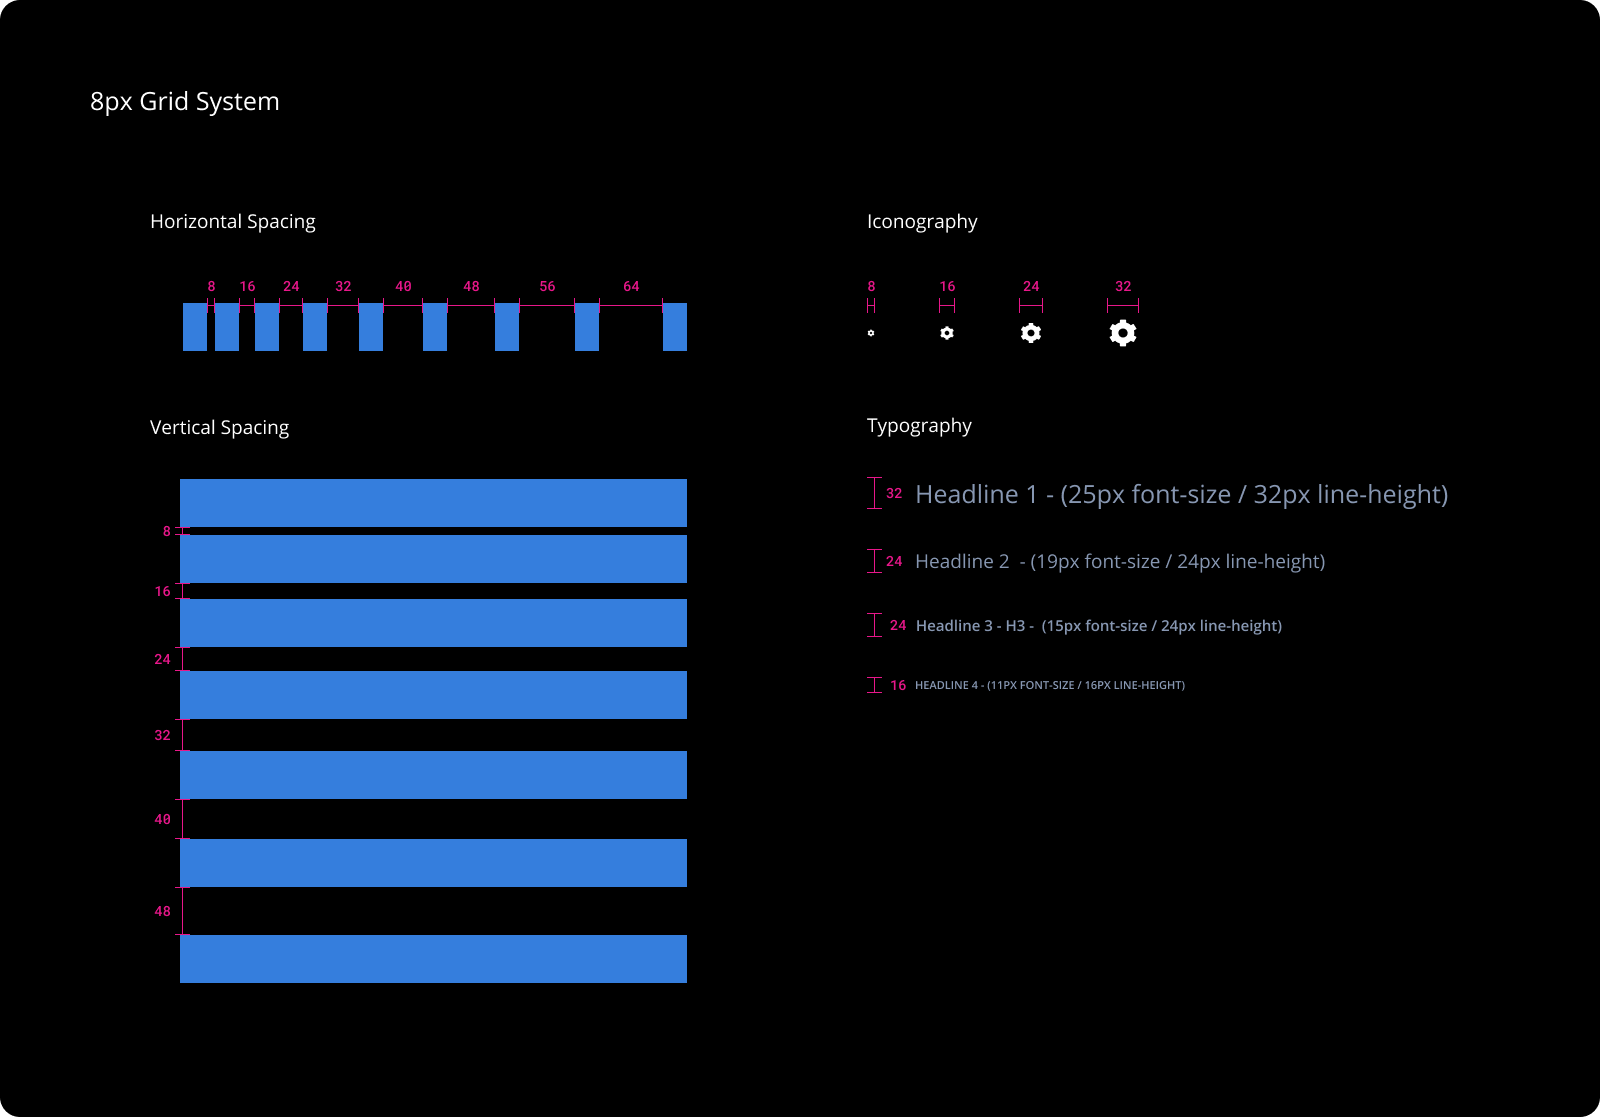 8px Grid System
Horizontal Spacing
8 16 24 32 40 48 56 64
Vertical Spacing
8
16
24
32
40
48
Iconography
8 16 24 32
Typography
32 Headline 1 - (25px font-size / 32px line-height)
24 Headline 2  - (19px font-size / 24px line-height)
24 Headline 3 - H3 -  (15px font-size / 24px line-height)
16 HEADLINE 4 - (11PX FONT-SIZE / 16PX LINE-HEIGHT)